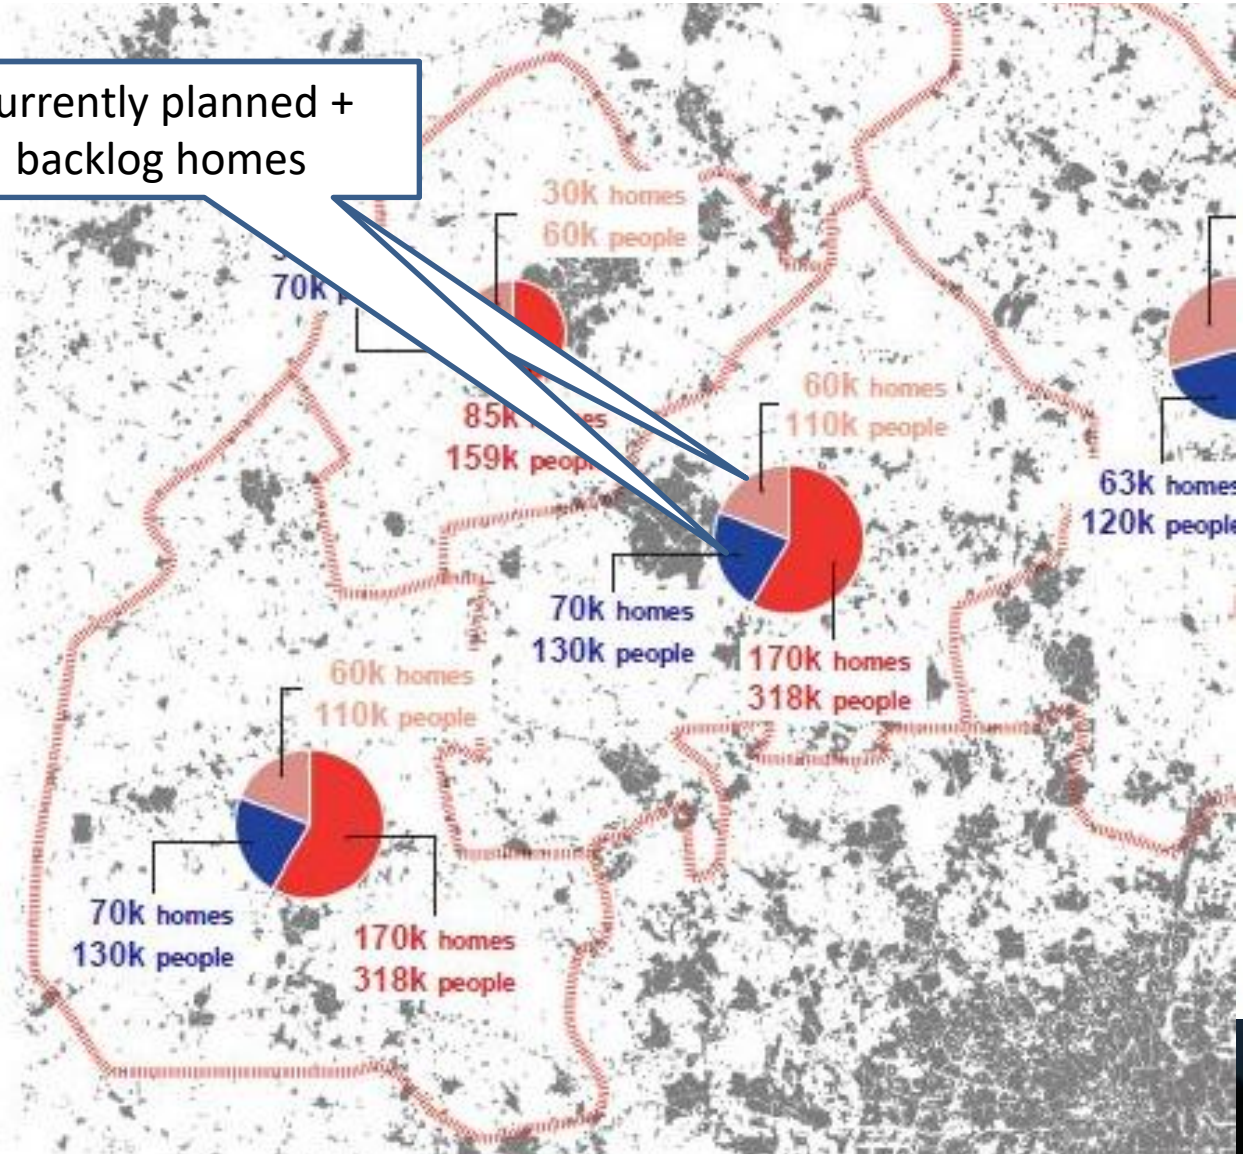 urrently planned +
backlog homes
30k homes
60k people
70k
85k
159k people
60k homes
110k people
63k homes
120k people
70k homes
130k people
170k homes
318k people
60k homes
110k people
70k homes
130k people
170k homes
318k people